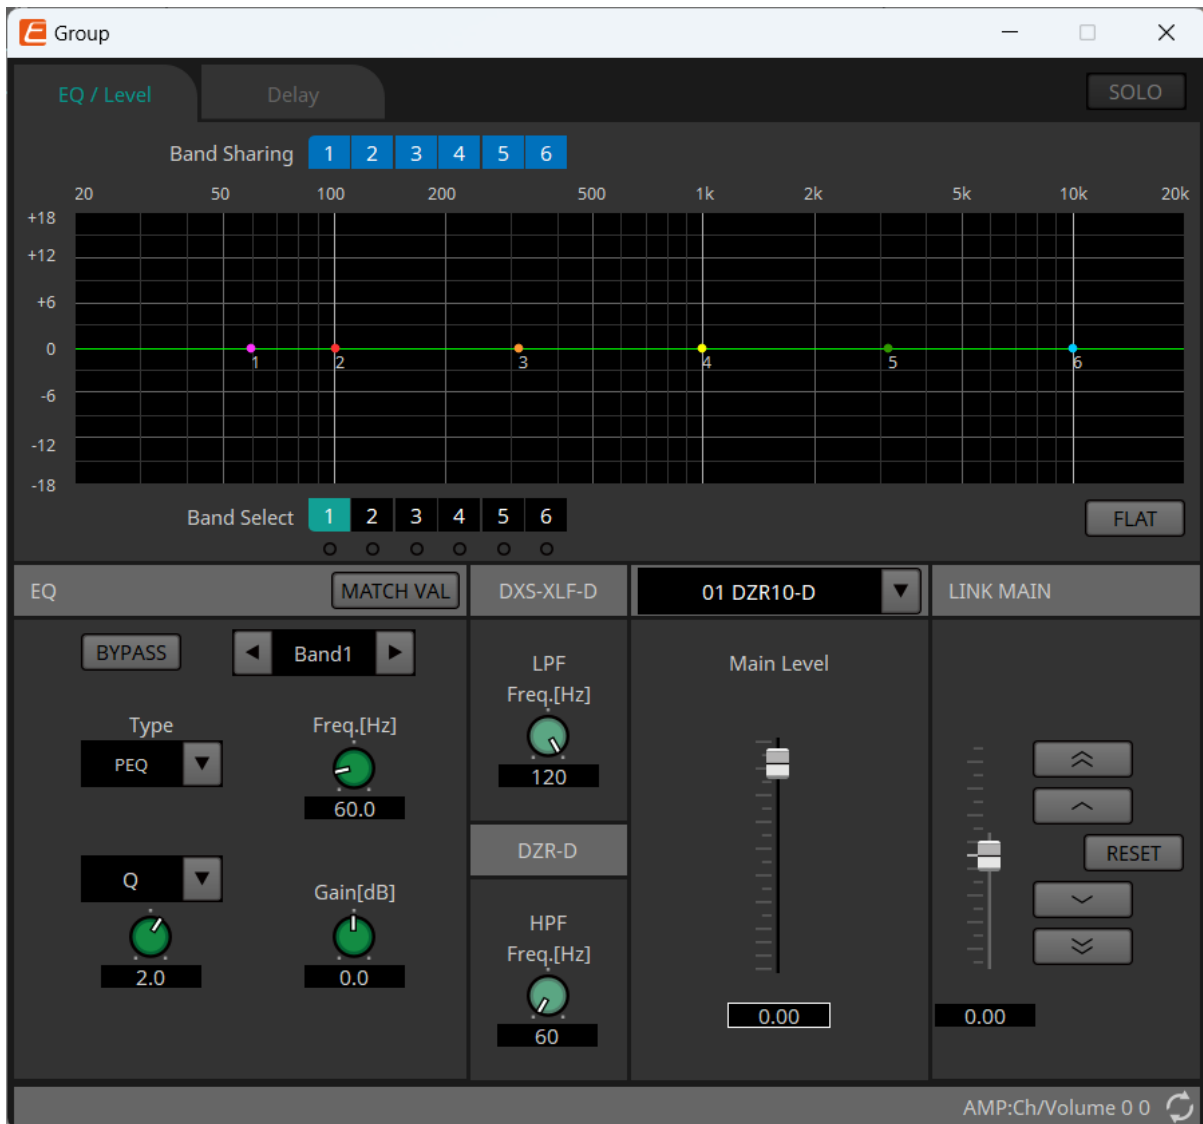 Group
EQ / Level
Delay
SOLO
Band Sharing 1 2 3 4 5 6
20 50 100 200 500 1k 2k 5k 10k 20k
+18
+12
+6
0
-6
-12
-18
1 2 3 4 5 6
Band Select 1 2 3 4 5 6
FLAT
EQ
MATCH VAL
DXS-XLF-D
01 DZR10-D
LINK MAIN
BYPASS
Band1
Type
PEQ
Freq.[Hz]
60.0
Q
2.0
Gain[dB]
0.0
LPF
Freq.[Hz]
120
DZR-D
HPF
Freq.[Hz]
60
Main Level
0.00
RESET
0.00
AMP:Ch/Volume 0 0